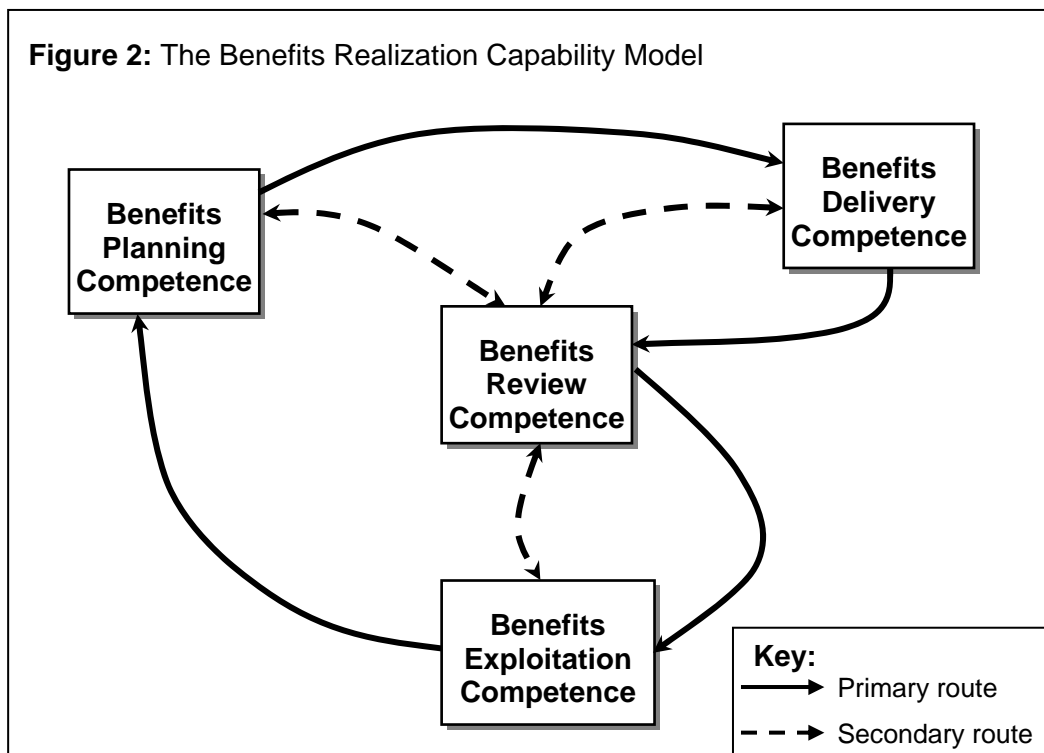 Figure 2: The Benefits Realization Capability Model
Benefits
Planning
Competence
Benefits
Delivery
Competence
Benefits
Review
Competence
Benefits
Exploitation
Competence
Key:
Primary route
Secondary route